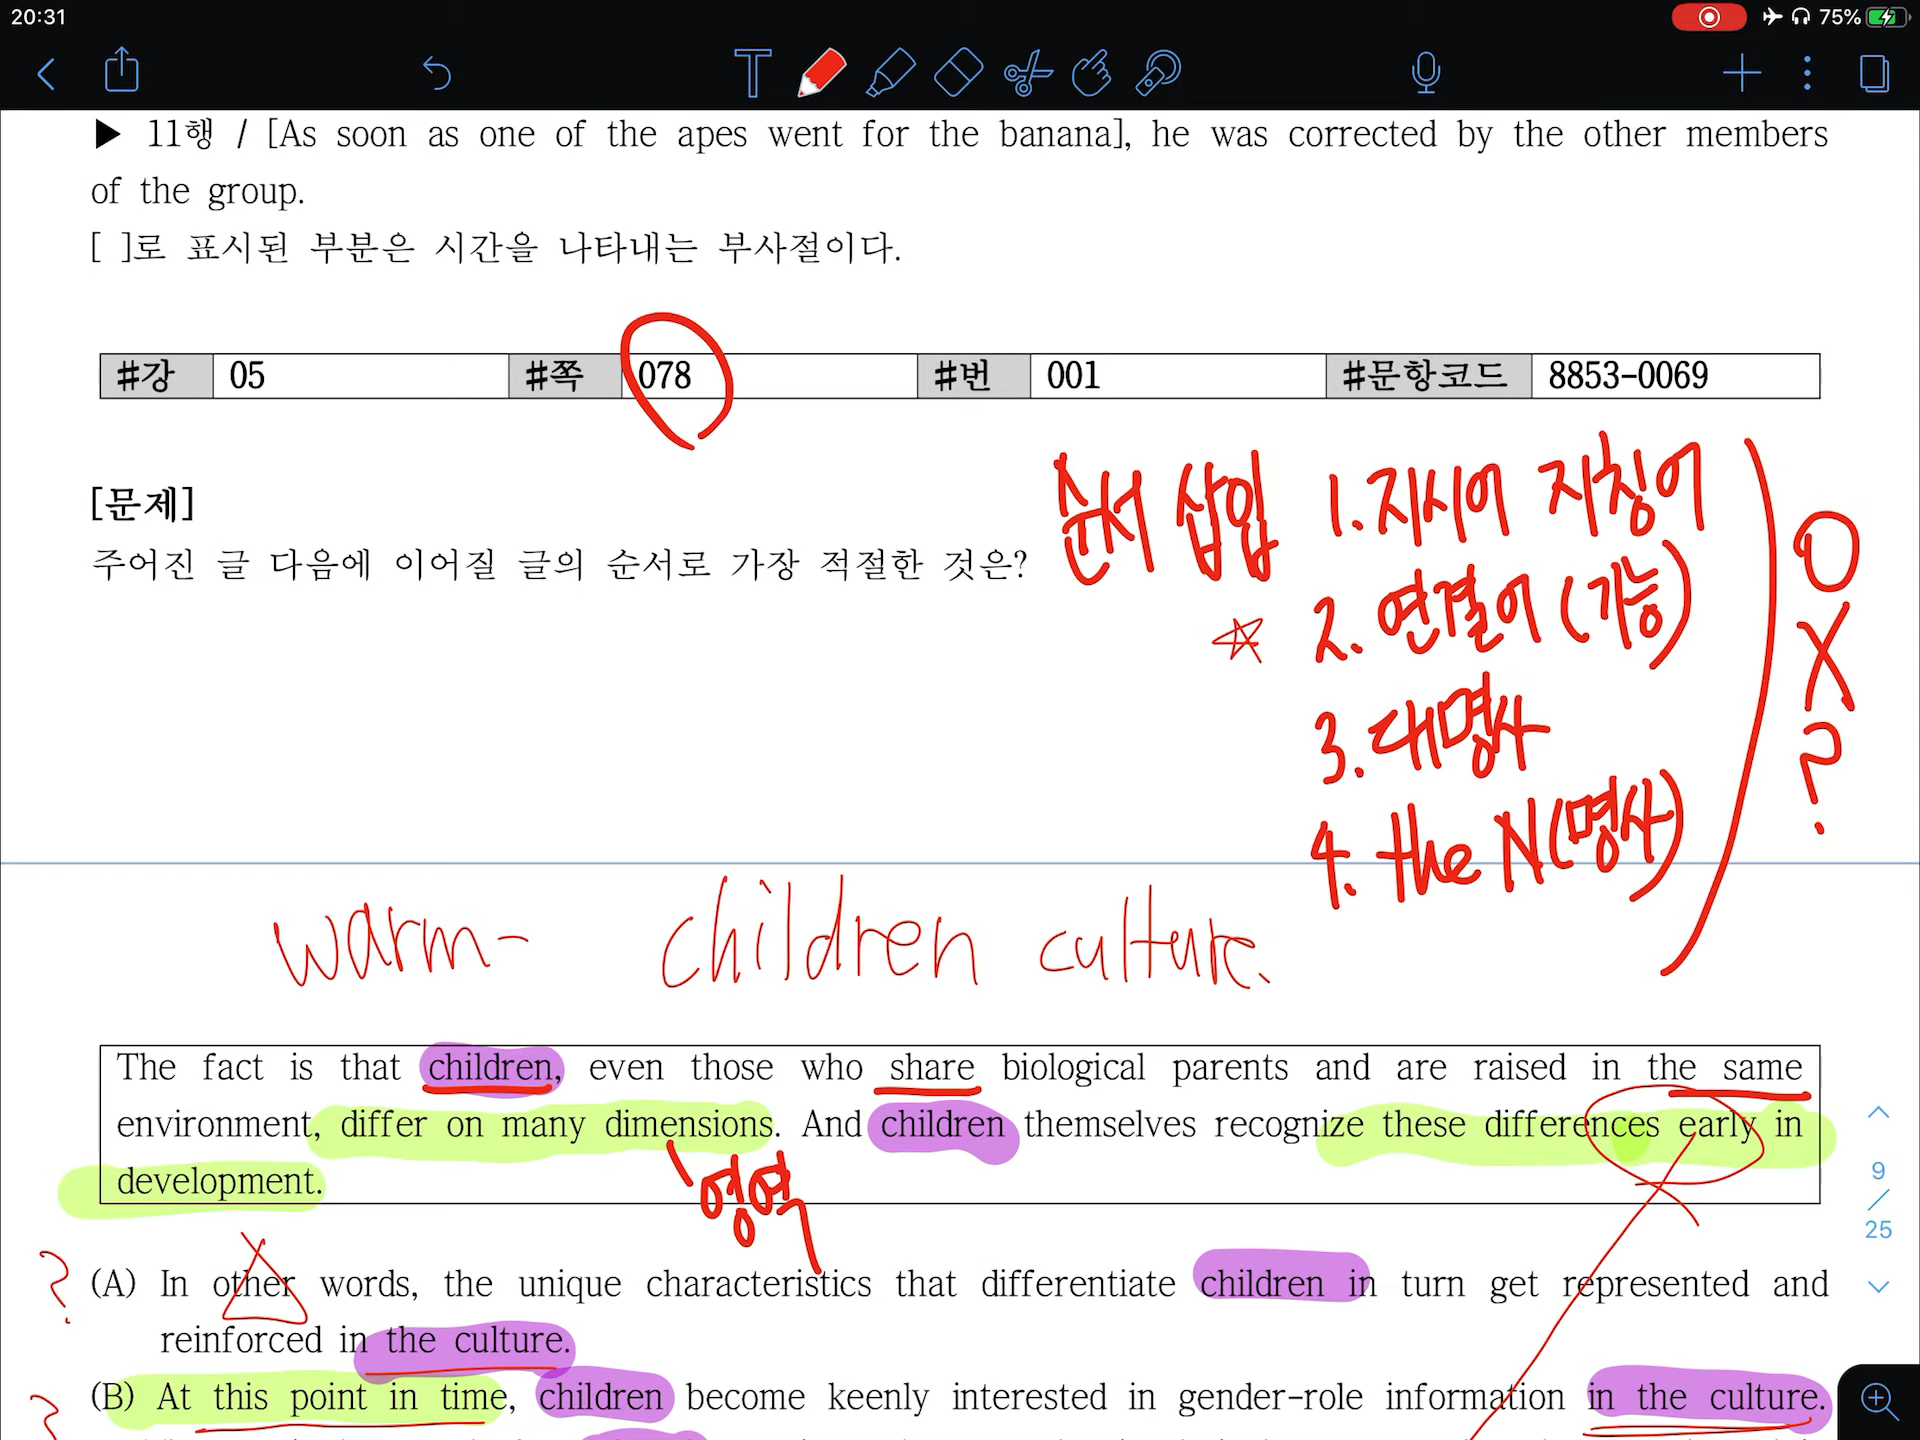 20:31
75%
▶ 11행 / [As soon as one of the apes went for the banana], he was corrected by the other members
of the group.
[ ]로 표시된 부분은 시간을 나타내는 부사절이다.
#강 05 #쪽 078 #번 001 #문항코드 8853-0069
순서 삽입 1. 지시어 지칭어
[문제]
주어진 글 다음에 이어질 글의 순서로 가장 적절한 것은?
☆ 2. 연결어 (기능)
3. 대명사
4. the N (명사)
O
X
?
warm- children culture.
The fact is that children, even those who share biological parents and are raised in the same
environment, differ on many dimensions. And children themselves recognize these differences early in
development.
영역
9
/
25
? (A) In other words, the unique characteristics that differentiate children in turn get represented and
reinforced in the culture.
? (B) At this point in time, children become keenly interested in gender-role information in the culture.